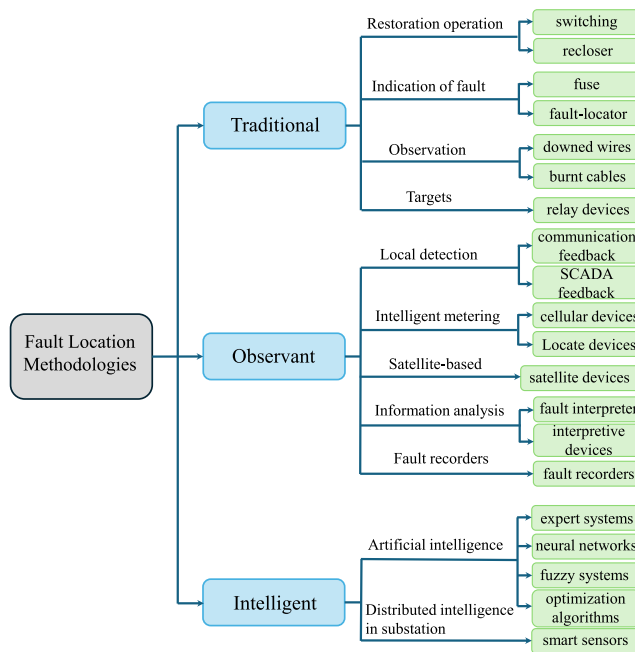 Fault Location
Methodologies
Traditional
Restoration operation
switching
recloser
Indication of fault
fuse
fault-locator
Observation
downed wires
burnt cables
Targets
relay devices
Observant
Local detection
communication
feedback
SCADA
feedback
Intelligent metering
cellular devices
Locate devices
Satellite-based
satellite devices
Information analysis
fault interpreter
interpretive
devices
Fault recorders
fault recorders
Intelligent
Artificial intelligence
expert systems
neural networks
fuzzy systems
optimization
algorithms
Distributed intelligence
in substation
smart sensors